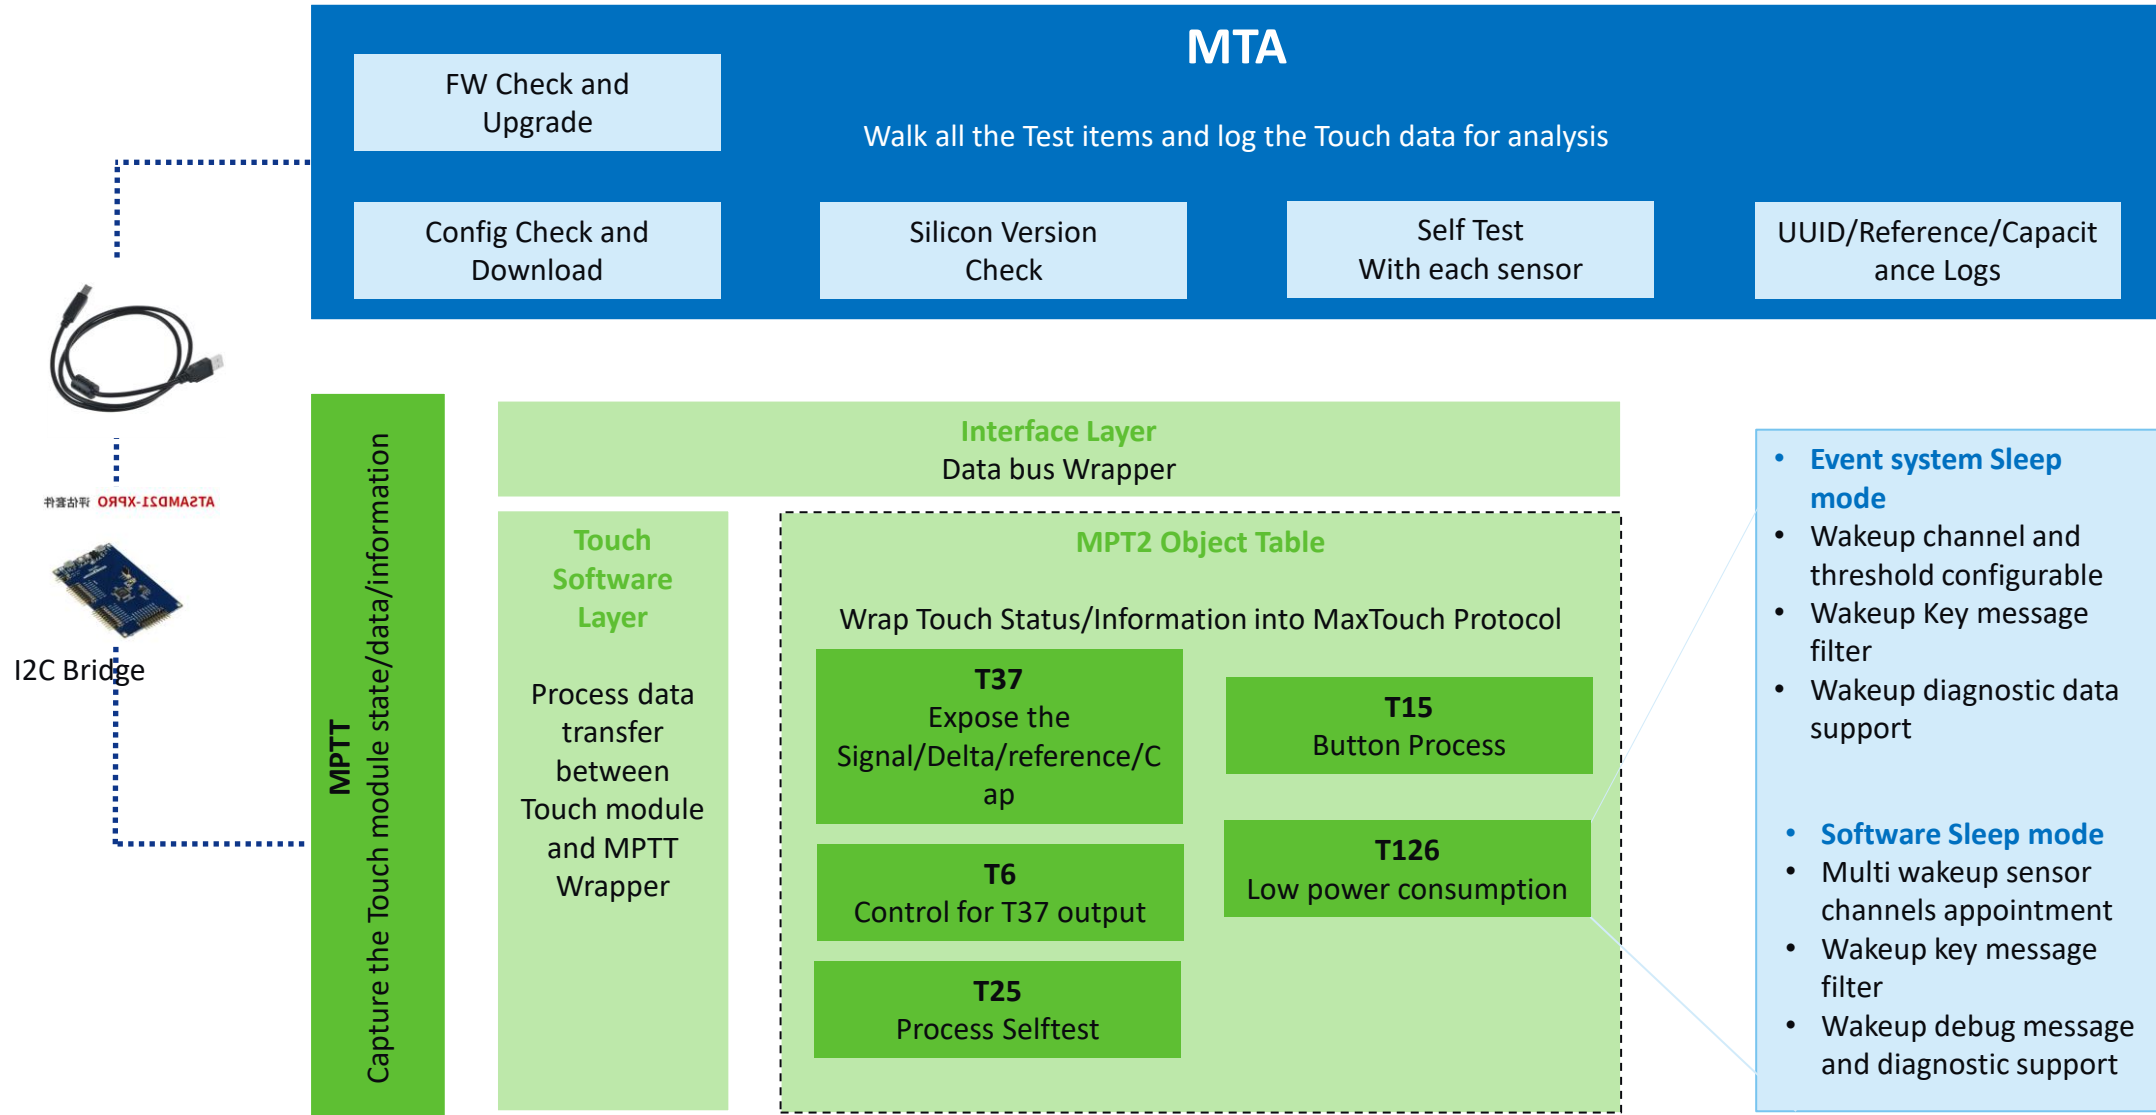 MTA
FW Check and
Upgrade
Walk all the Test items and log the Touch data for analysis
Config Check and
Download
Silicon Version
Check
Self Test
With each sensor
UUID/Reference/Capacit
ance Logs
ATSAMD21-XPRO 评估套件
I2C Bridge
MPTT
Capture the Touch module state/data/information
Interface Layer
Data bus Wrapper
Touch
Software
Layer
Process data
transfer
between
Touch module
and MPTT
Wrapper
MPT2 Object Table
Wrap Touch Status/Information into MaxTouch Protocol
T37
Expose the
Signal/Delta/reference/C
ap
T15
Button Process
T6
Control for T37 output
T126
Low power consumption
T25
Process Selftest
• Event system Sleep
mode
• Wakeup channel and
threshold configurable
• Wakeup Key message
filter
• Wakeup diagnostic data
support
• Software Sleep mode
• Multi wakeup sensor
channels appointment
• Wakeup key message
filter
• Wakeup debug message
and diagnostic support